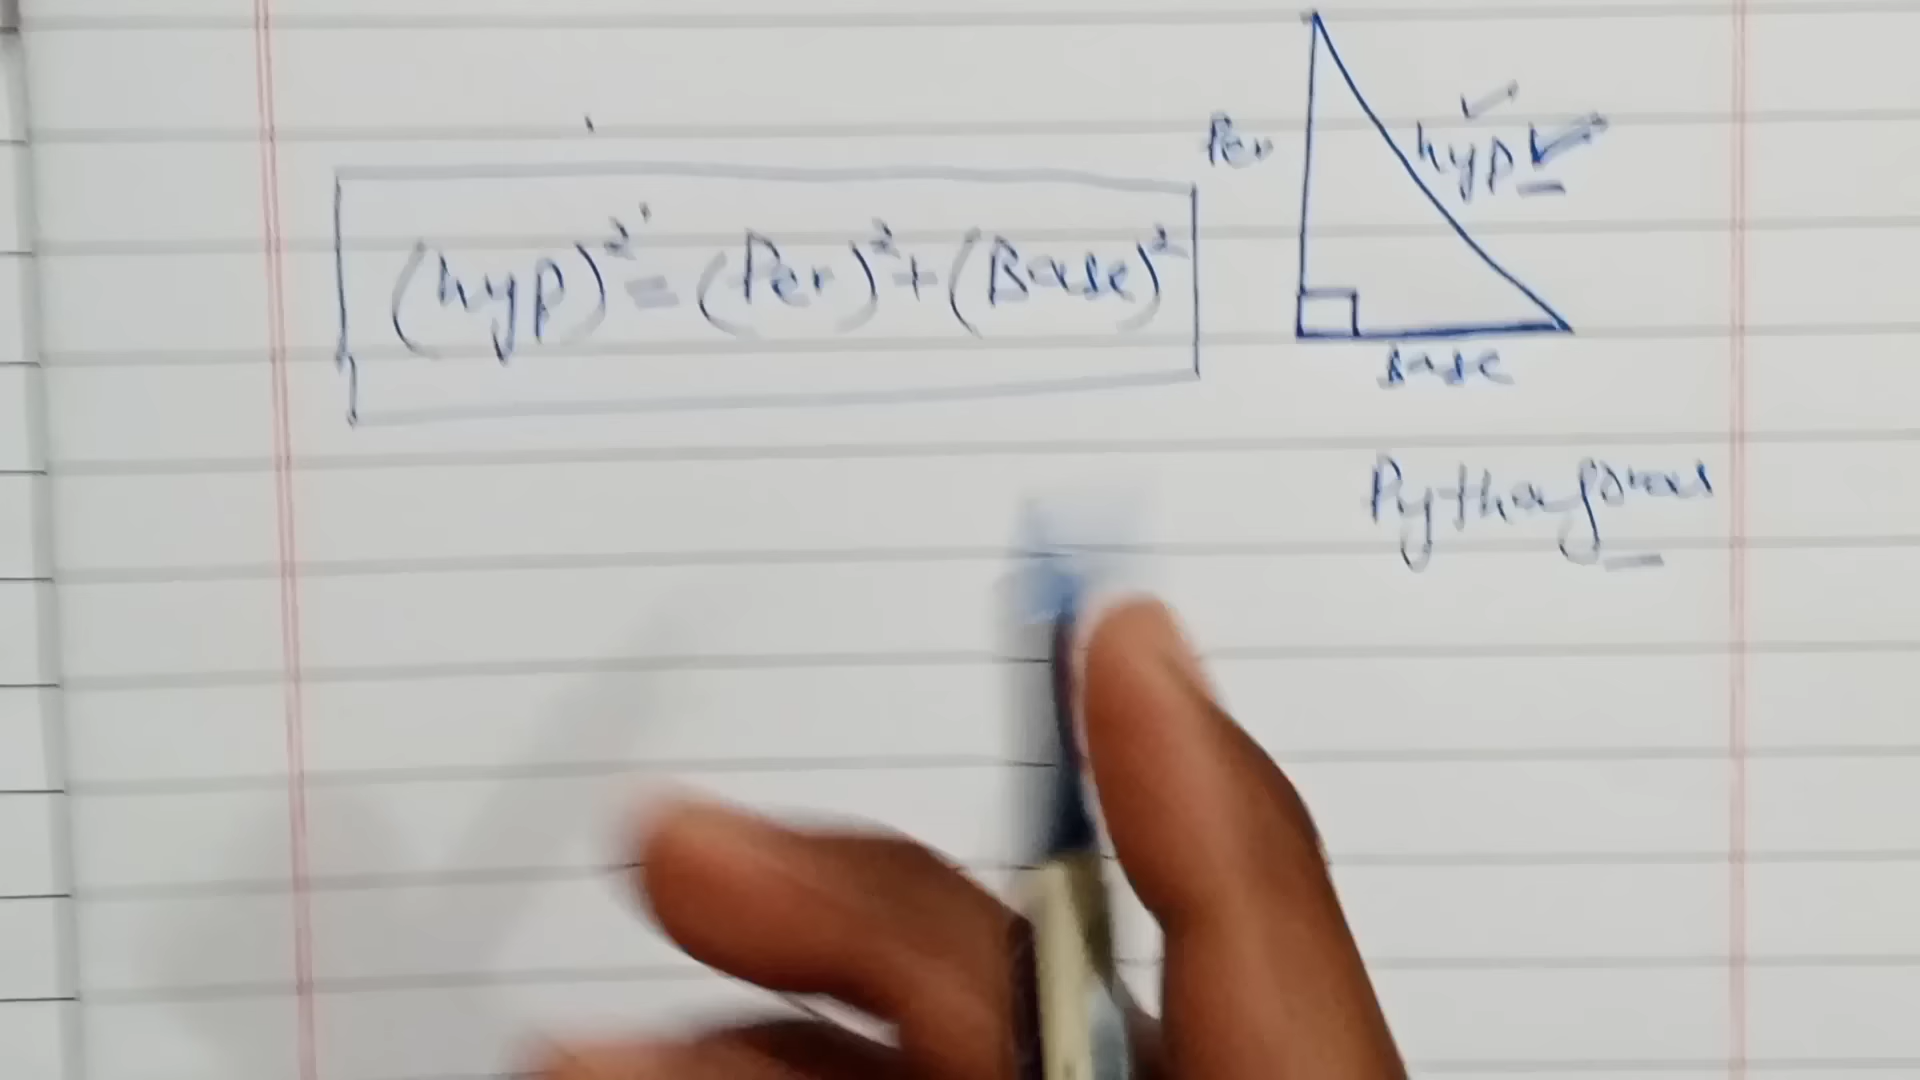 Per
hyp
(hyp)² = (Per)² + (Base)²
Base
Pythagoras